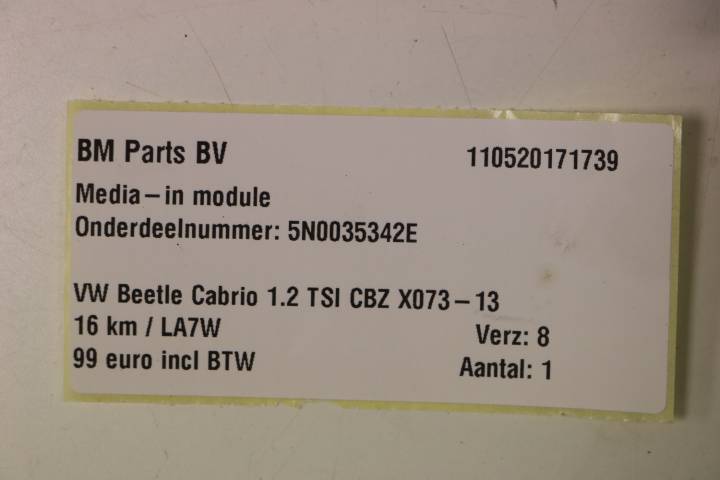 BM Parts BV 110520171739
Media-in module
Onderdeelnummer: 5N0035342E
VW Beetle Cabrio 1.2 TSI CBZ X073-13
16 km / LA7W Verz: 8
99 euro incl BTW Aantal: 1